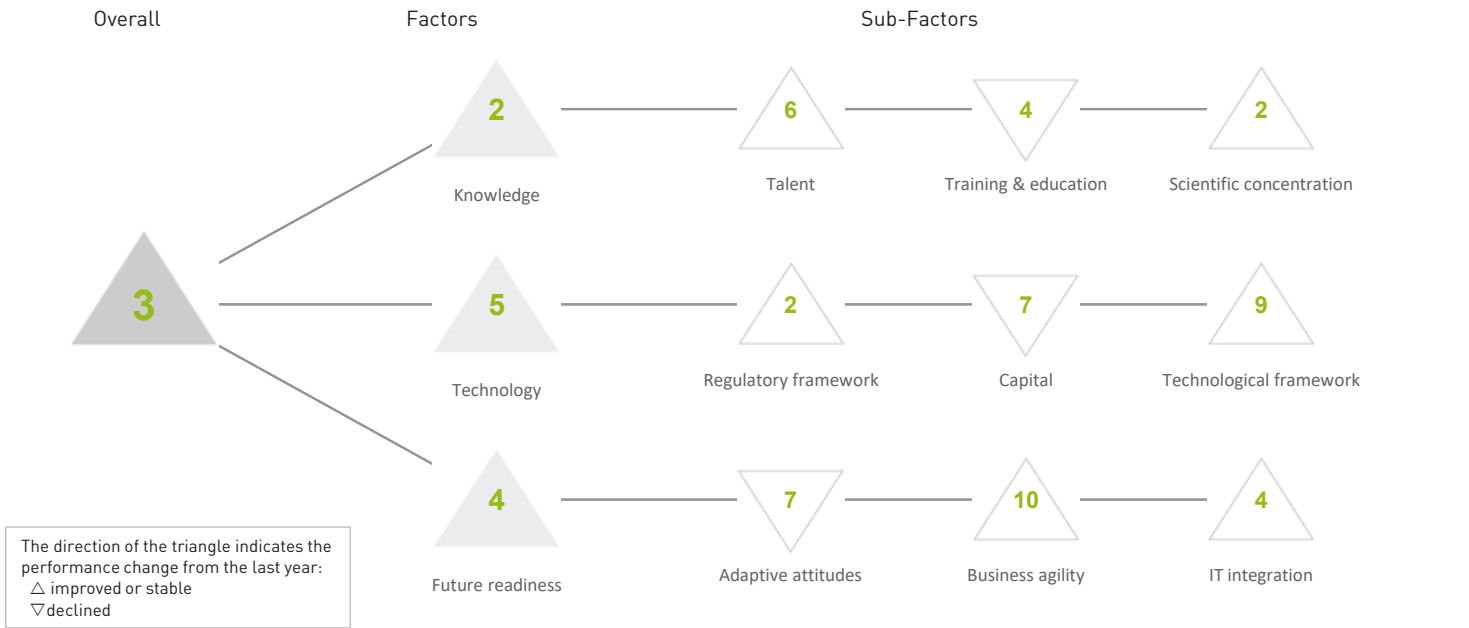 Overall
Factors
Sub-Factors
2
6
4
2
Knowledge
Talent
Training & education
Scientific concentration
3
5
2
7
9
Technology
Regulatory framework
Capital
Technological framework
4
7
10
4
Future readiness
Adaptive attitudes
Business agility
IT integration
The direction of the triangle indicates the
performance change from the last year:
△ improved or stable
▽ declined